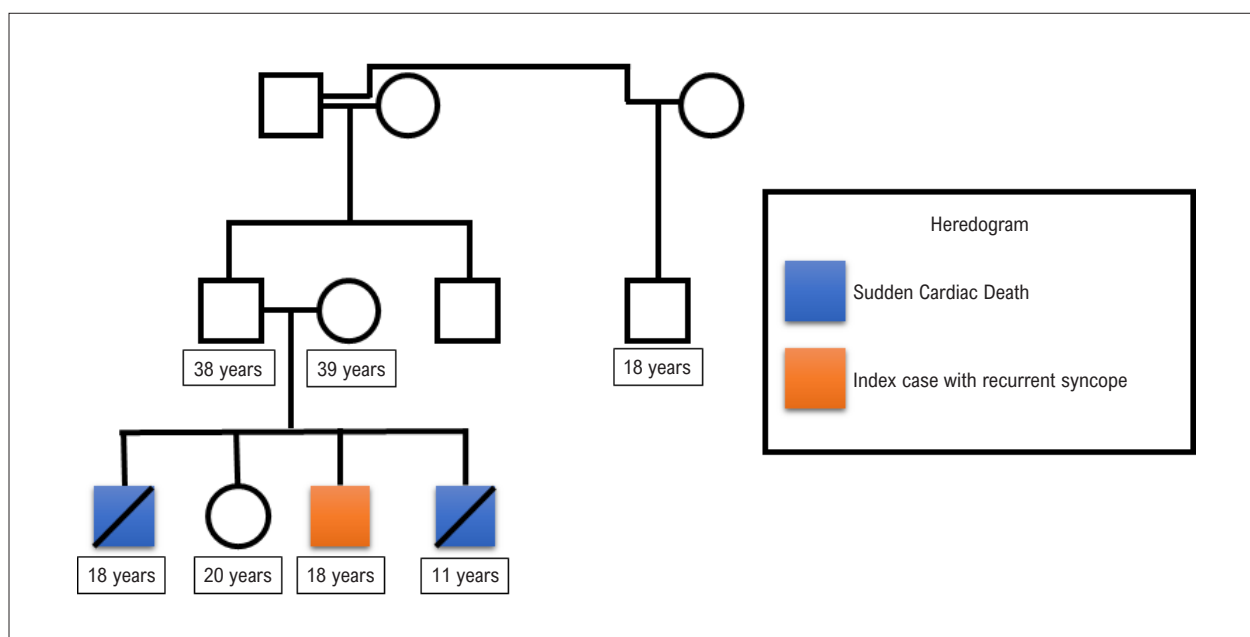 Heredogram
Sudden Cardiac Death
Index case with recurrent syncope
38 years
39 years
18 years
18 years
20 years
18 years
11 years